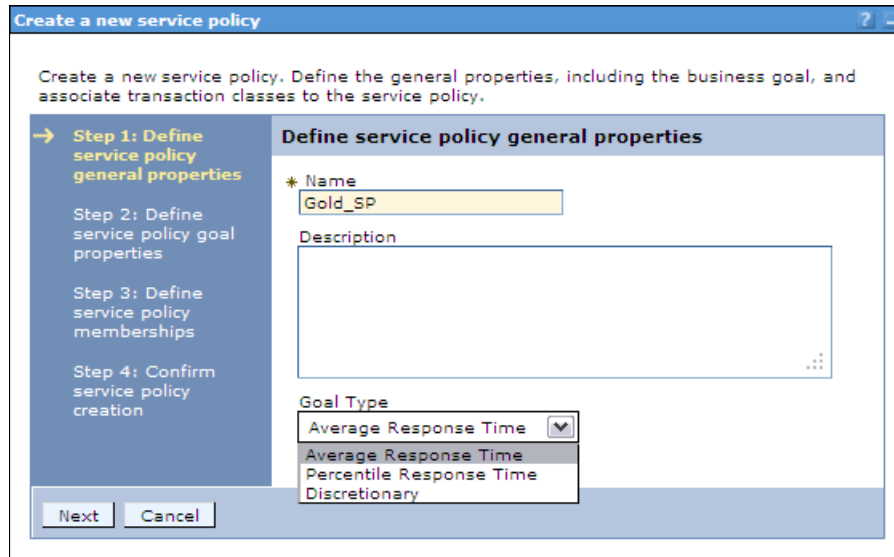 Create a new service policy ?
Create a new service policy. Define the general properties, including the business goal, and
associate transaction classes to the service policy.
Step 1: Define
service policy
general properties
Step 2: Define
service policy goal
properties
Step 3: Define
service policy
memberships
Step 4: Confirm
service policy
creation
Define service policy general properties
* Name
Gold_SP
Description
Goal Type
Average Response Time
Average Response Time
Percentile Response Time
Discretionary
Next Cancel